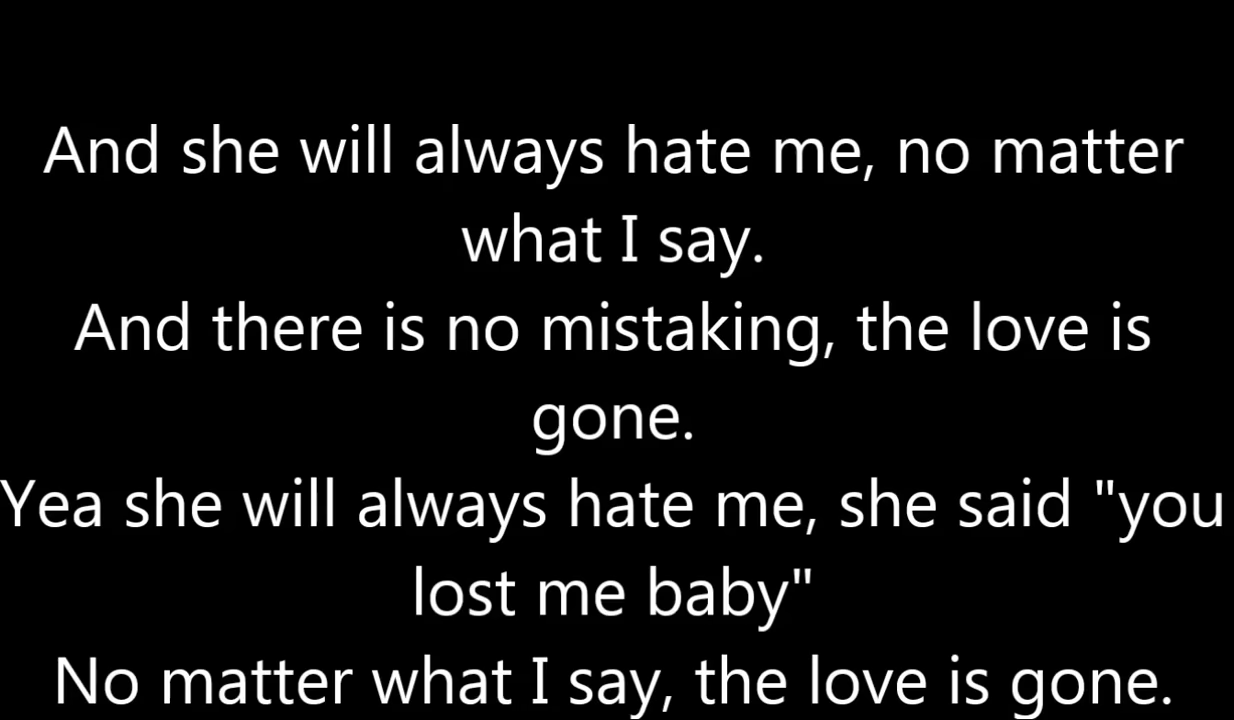 And she will always hate me, no matter
what I say.
And there is no mistaking, the love is
gone.
Yea she will always hate me, she said "you
lost me baby"
No matter what I say, the love is gone.